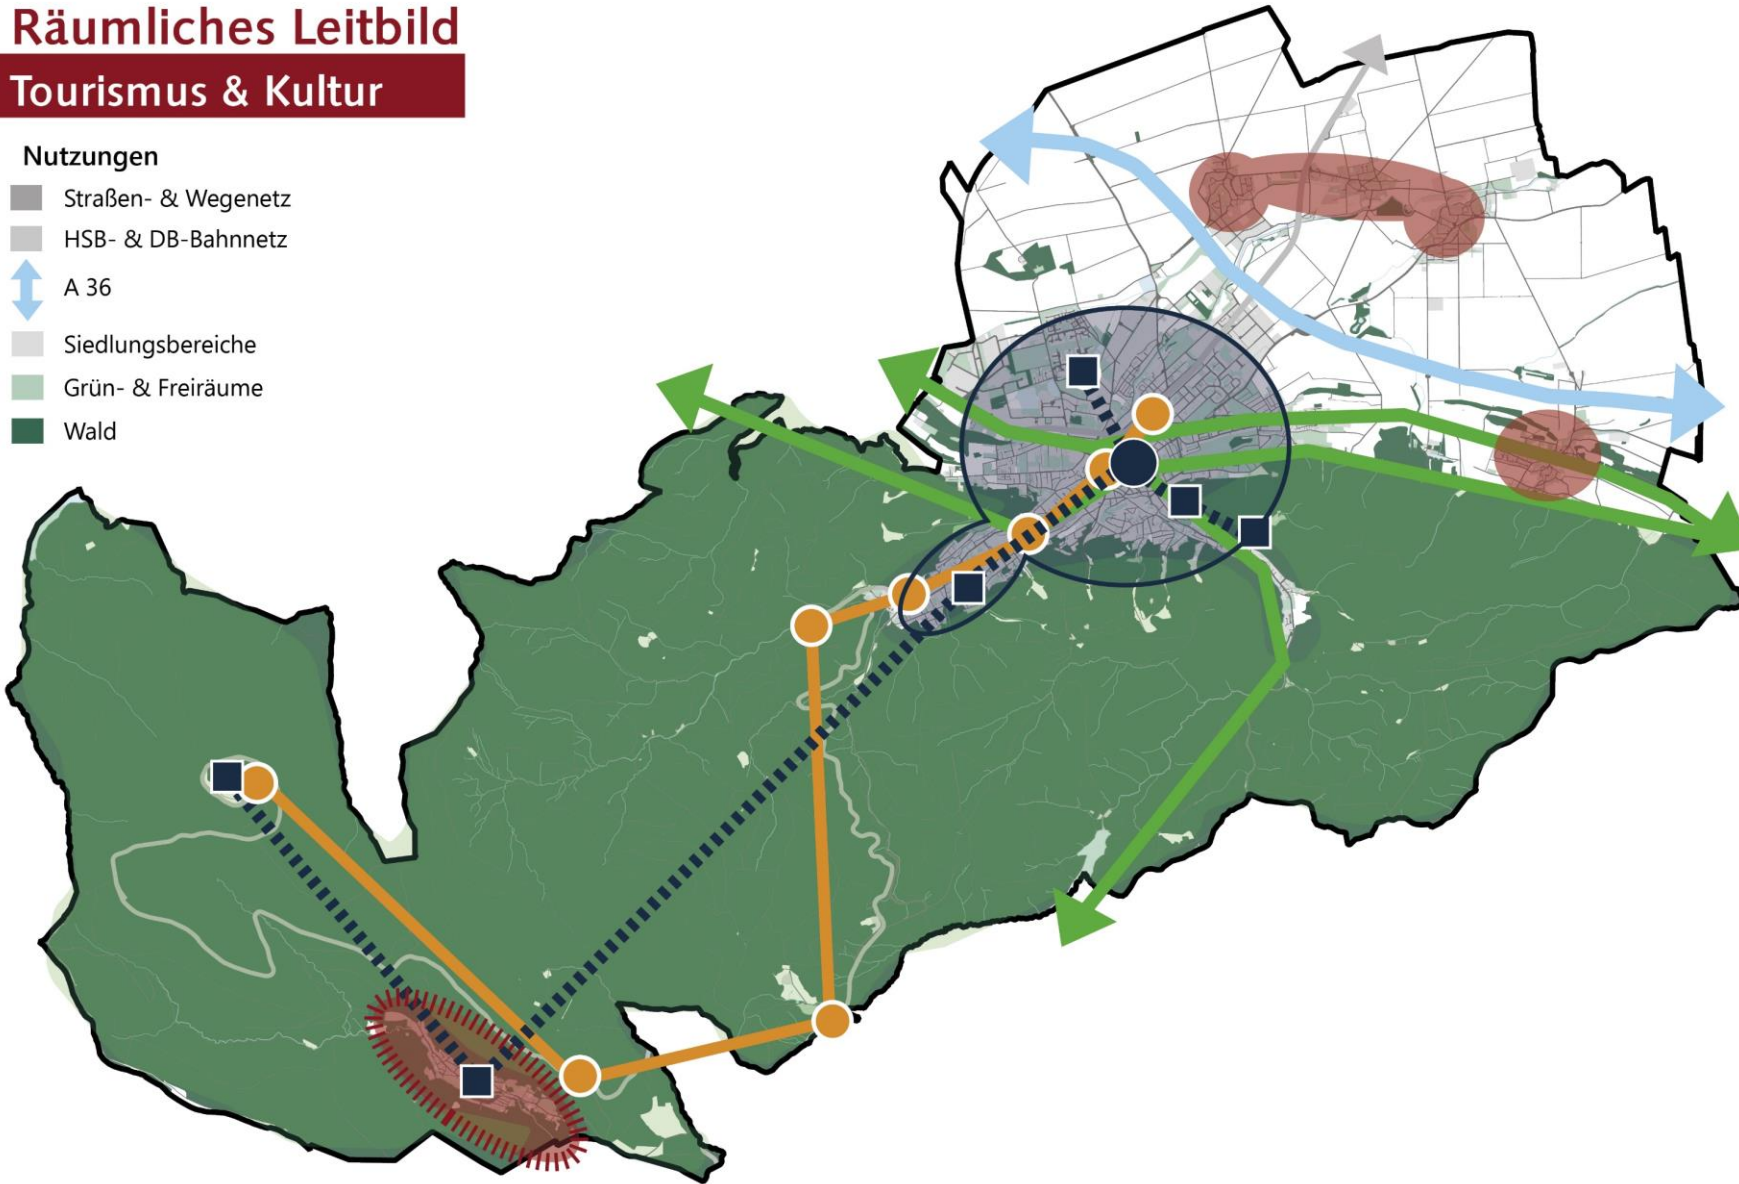 Räumliches Leitbild
Tourismus & Kultur
Nutzungen
Straßen- & Wegenetz
HSB- & DB-Bahnnetz
A 36
Siedlungsbereiche
Grün- & Freiräume
Wald